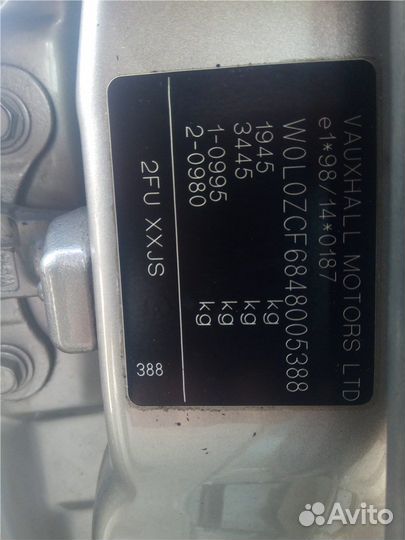 VAUXHALL MOTORS LTD
e1*98/14*0187
W0L0ZCF6848005388
1945 kg
3445 kg
1-0995 kg
2-0980 kg
2FU XXJS
388
Avito